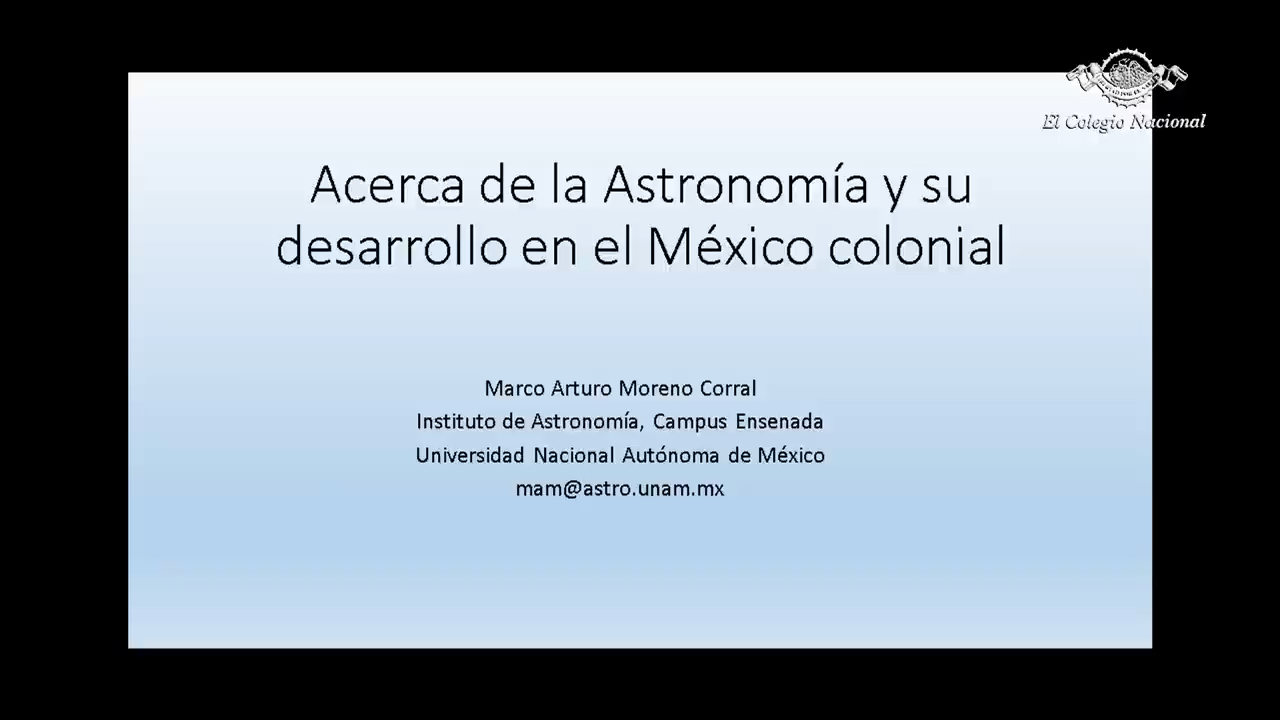 El Colegio Nacional
Acerca de la Astronomía y su
desarrollo en el México colonial
Marco Arturo Moreno Corral
Instituto de Astronomía, Campus Ensenada
Universidad Nacional Autónoma de México
mam@astro.unam.mx